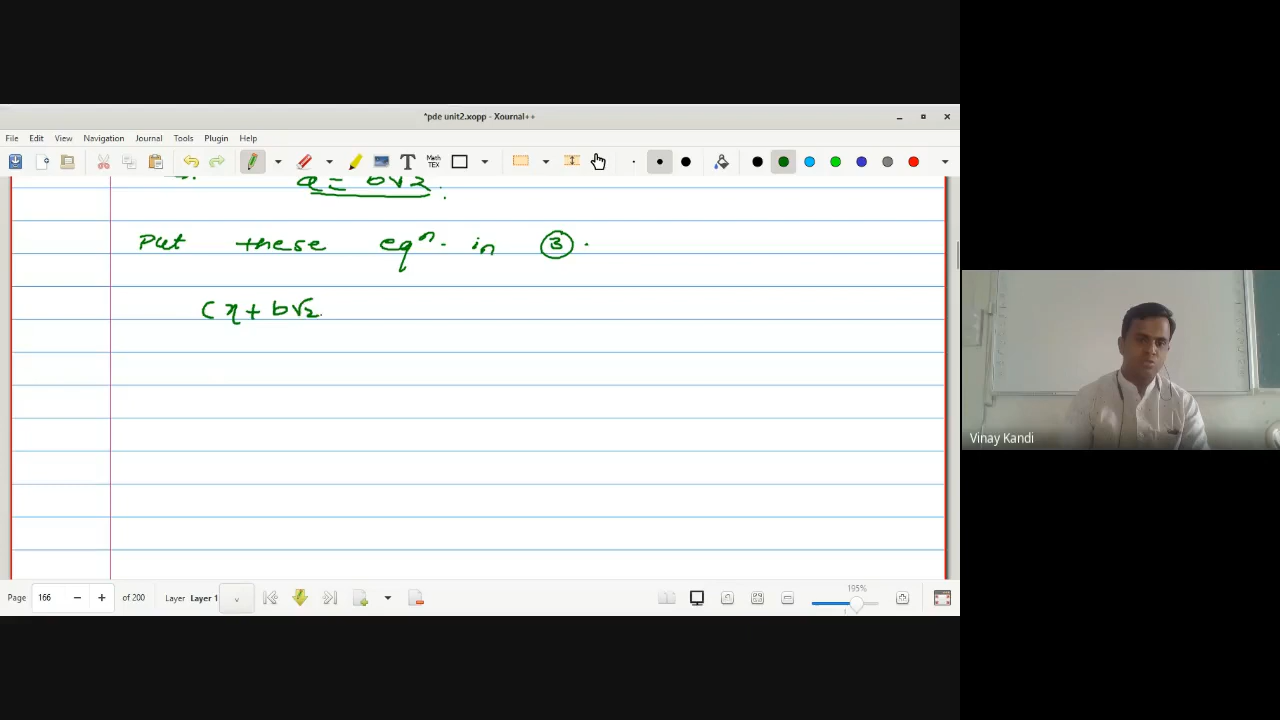 *pde unit2.xopp - Xournal++
File Edit View Navigation Journal Tools Plugin Help
a = b√2
Put these eqⁿ. in ③.
(x + b√2
Vinay Kandi
Page 166 of 200 Layer Layer 1 195%